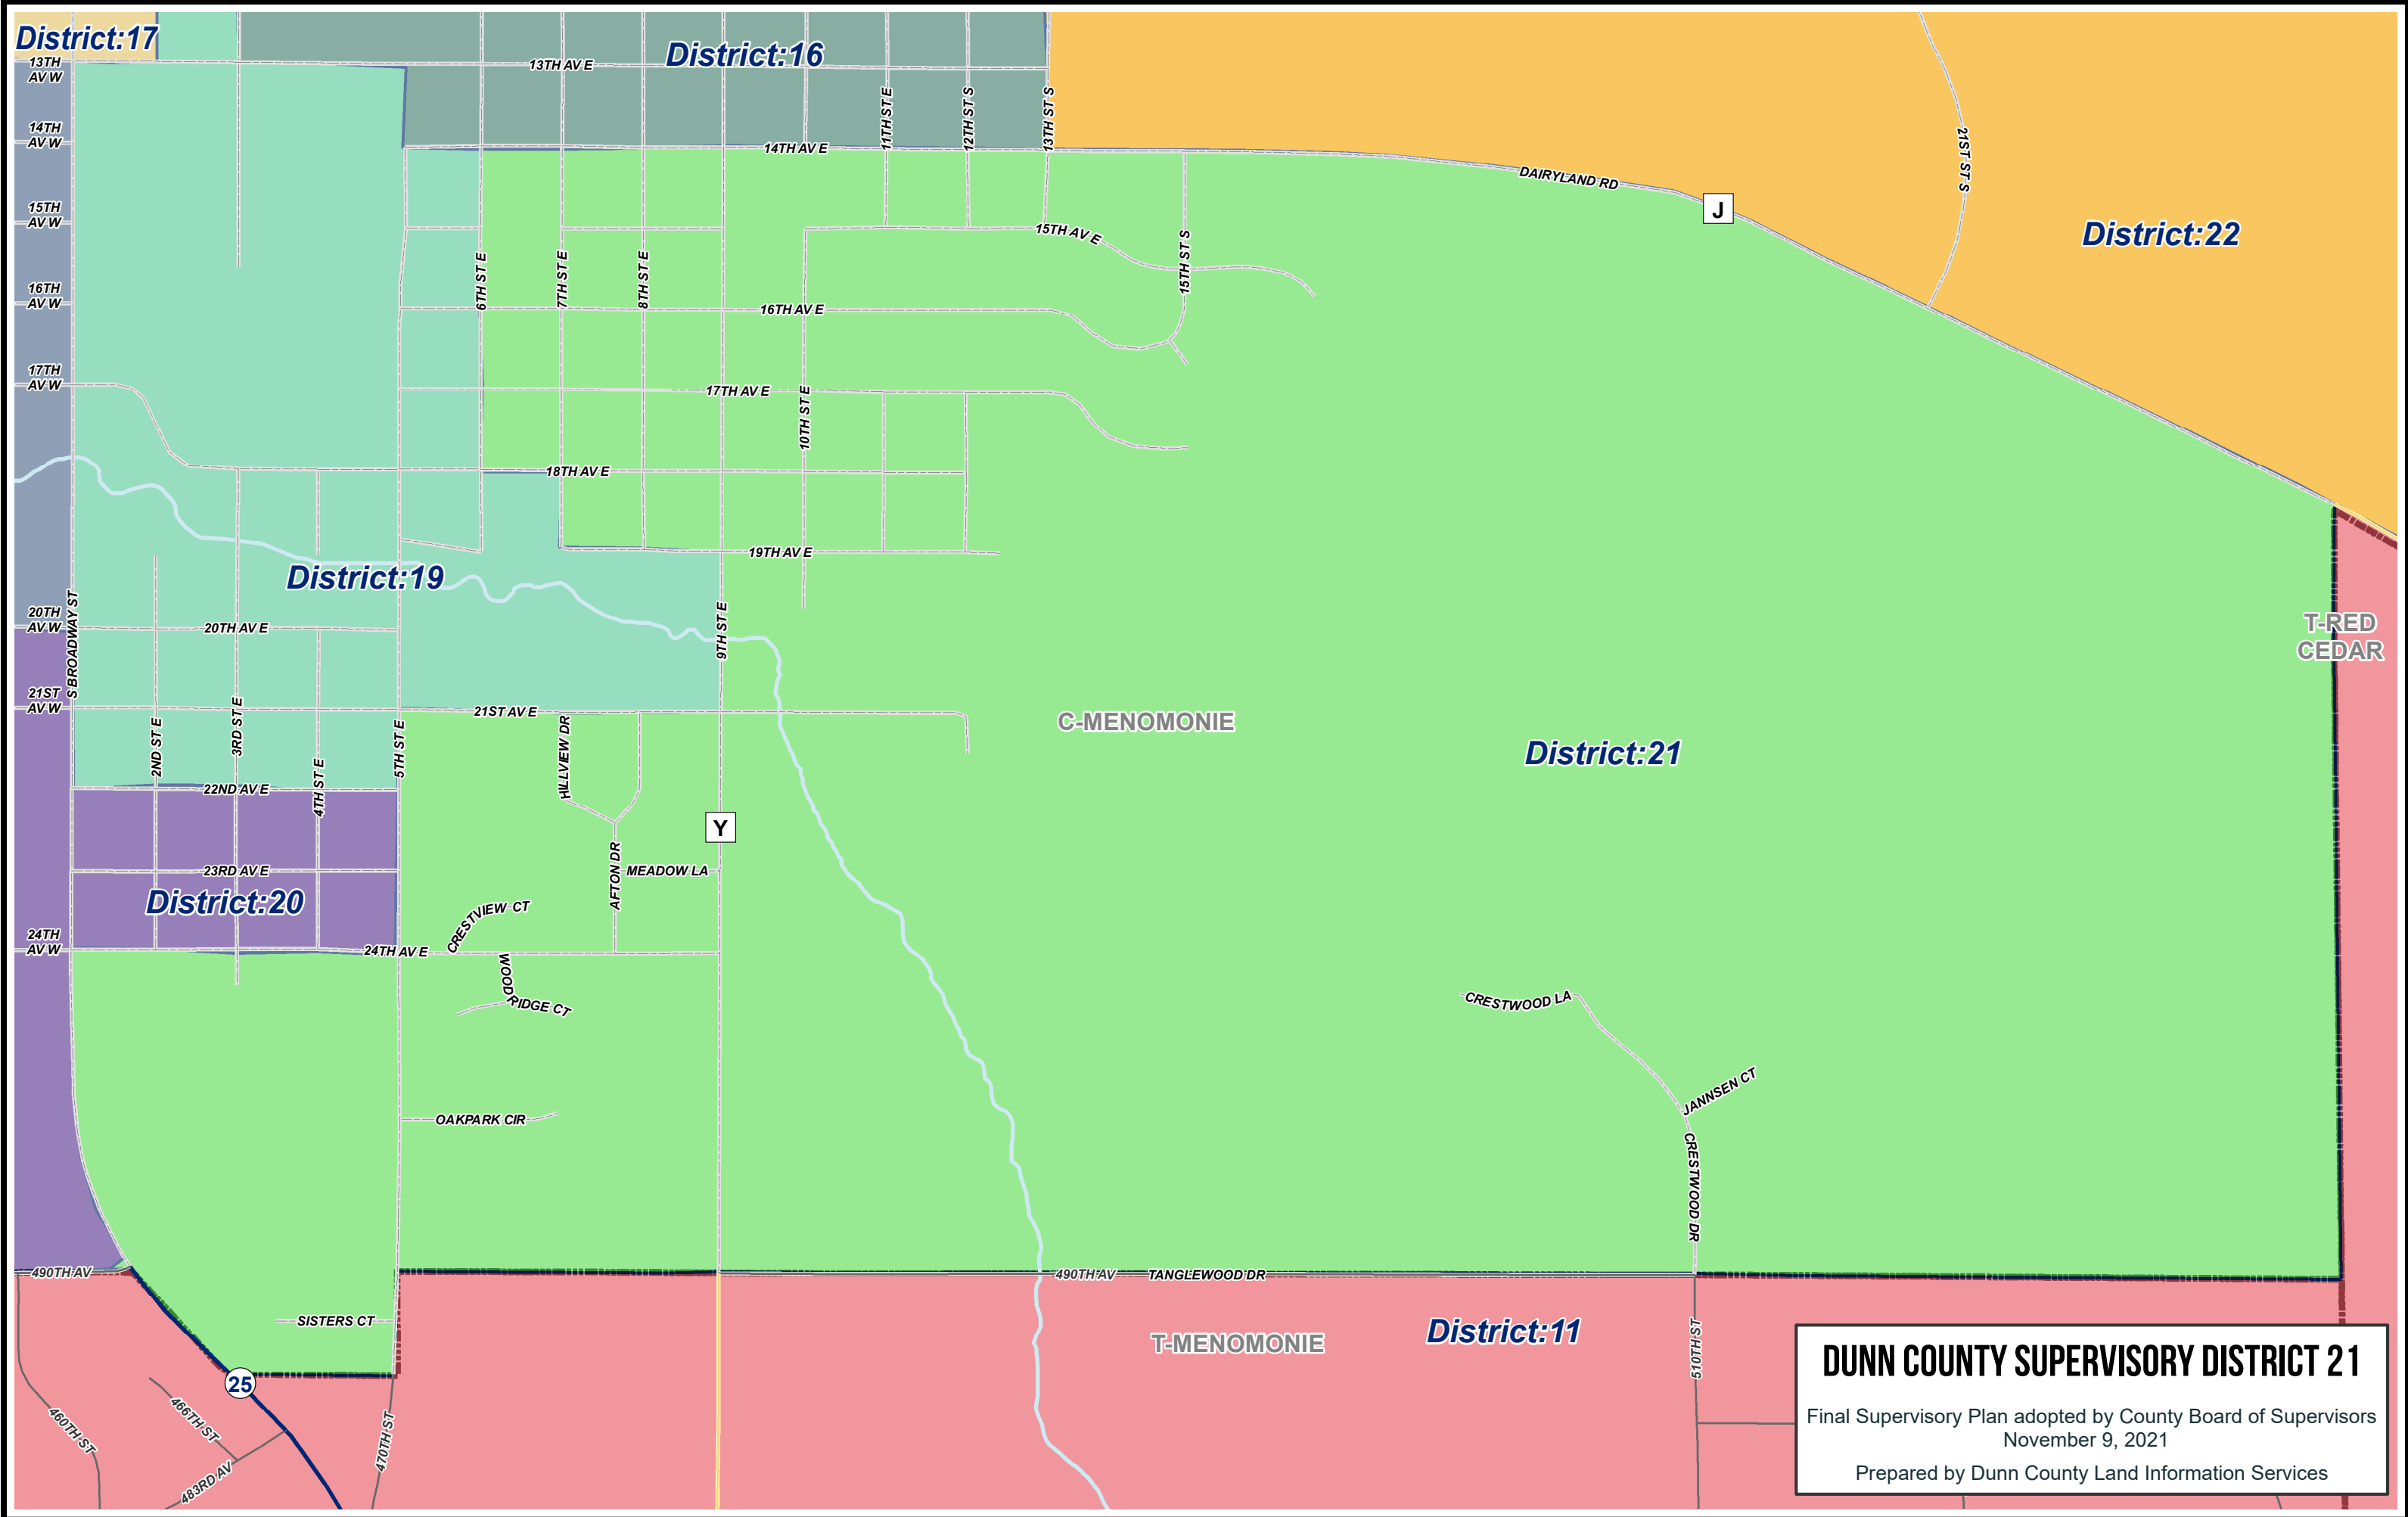 District:17
District:16
13TH
AV W
13TH AV E
14TH
AV W
14TH AV E
11TH ST E
12TH ST S
13TH ST S
21ST ST S
DAIRYLAND RD
J
District:22
15TH
AV W
15TH AV E
15TH ST S
6TH ST E
7TH ST E
8TH ST E
16TH
AV W
16TH AV E
17TH
AV W
17TH AV E
10TH ST E
18TH AV E
19TH AV E
District:19
20TH
AV W
S BROADWAY ST
20TH AV E
9TH ST E
T-RED
CEDAR
21ST
AV W
21ST AV E
C-MENOMONIE
District:21
2ND ST E
3RD ST E
4TH ST E
5TH ST E
HILLVIEW DR
22ND AV E
Y
23RD AV E
AFTON DR
MEADOW LA
District:20
CRESTVIEW CT
24TH
AV W
24TH AV E
WOOD RIDGE CT
CRESTWOOD LA
JANNSEN CT
OAKPARK CIR
CRESTWOOD DR
490TH AV
490TH AV
TANGLEWOOD DR
SISTERS CT
District:11
T-MENOMONIE
510TH ST
25
460TH ST
466TH ST
470TH ST
483RD AV
DUNN COUNTY SUPERVISORY DISTRICT 21
Final Supervisory Plan adopted by County Board of Supervisors
November 9, 2021
Prepared by Dunn County Land Information Services